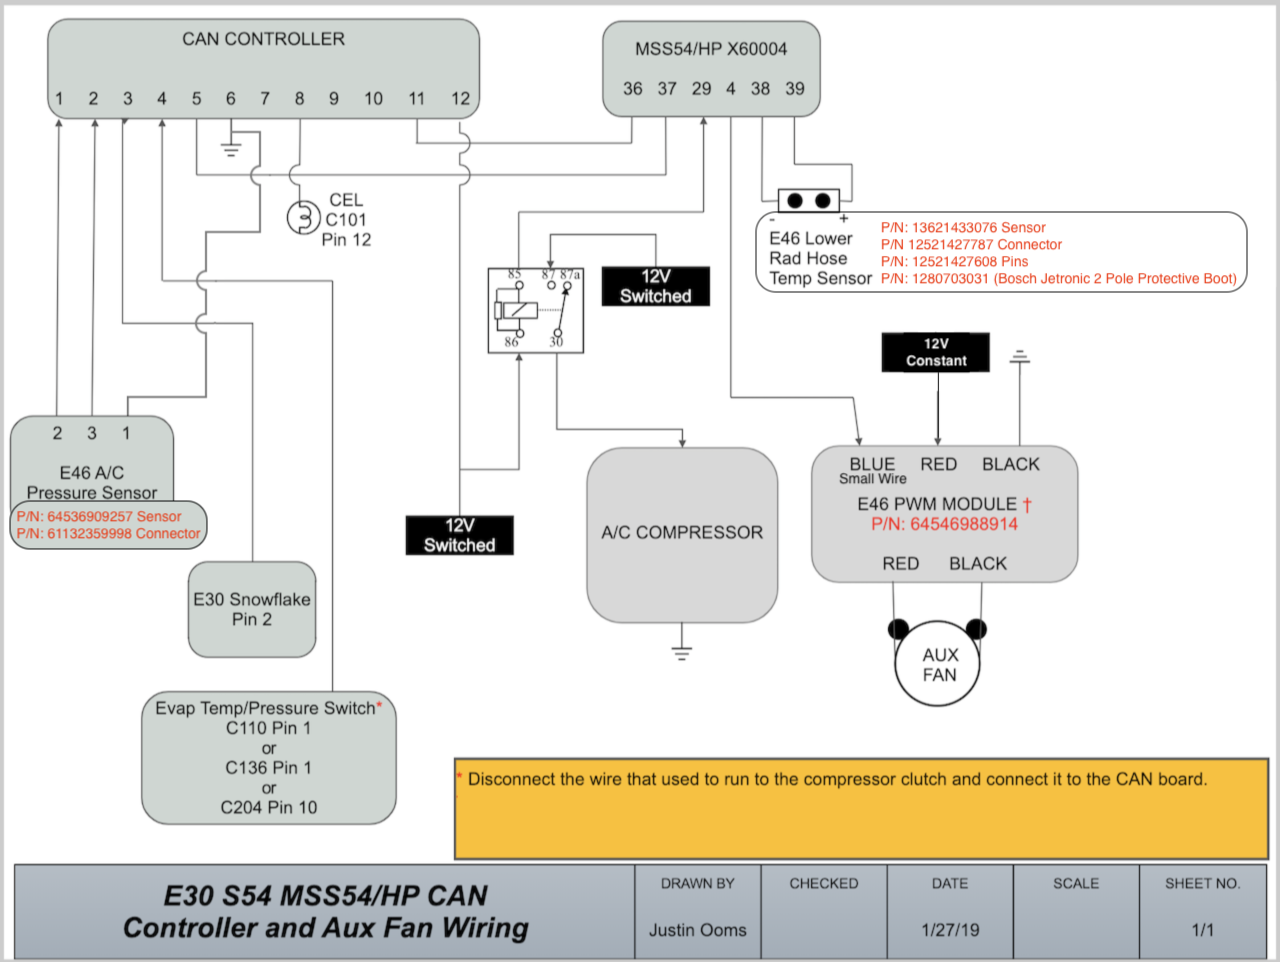 CAN CONTROLLER
1 2 3 4 5 6 7 8 9 10 11 12
MSS54/HP X60004
36 37 29 4 38 39
CEL
C101
Pin 12
- +
E46 Lower
Rad Hose
Temp Sensor
P/N: 13621433076 Sensor
P/N 12521427787 Connector
P/N: 12521427608 Pins
P/N: 1280703031 (Bosch Jetronic 2 Pole Protective Boot)
85 87 87a
86 30
12V
Switched
12V
Constant
2 3 1
E46 A/C
Pressure Sensor
P/N: 64536909257 Sensor
P/N: 61132359998 Connector
12V
Switched
A/C COMPRESSOR
BLUE RED BLACK
Small Wire
E46 PWM MODULE †
P/N: 64546988914
RED BLACK
AUX
FAN
E30 Snowflake
Pin 2
Evap Temp/Pressure Switch*
C110 Pin 1
or
C136 Pin 1
or
C204 Pin 10
* Disconnect the wire that used to run to the compressor clutch and connect it to the CAN board.
E30 S54 MSS54/HP CAN
Controller and Aux Fan Wiring
DRAWN BY CHECKED DATE SCALE SHEET NO.
Justin Ooms 1/27/19 1/1